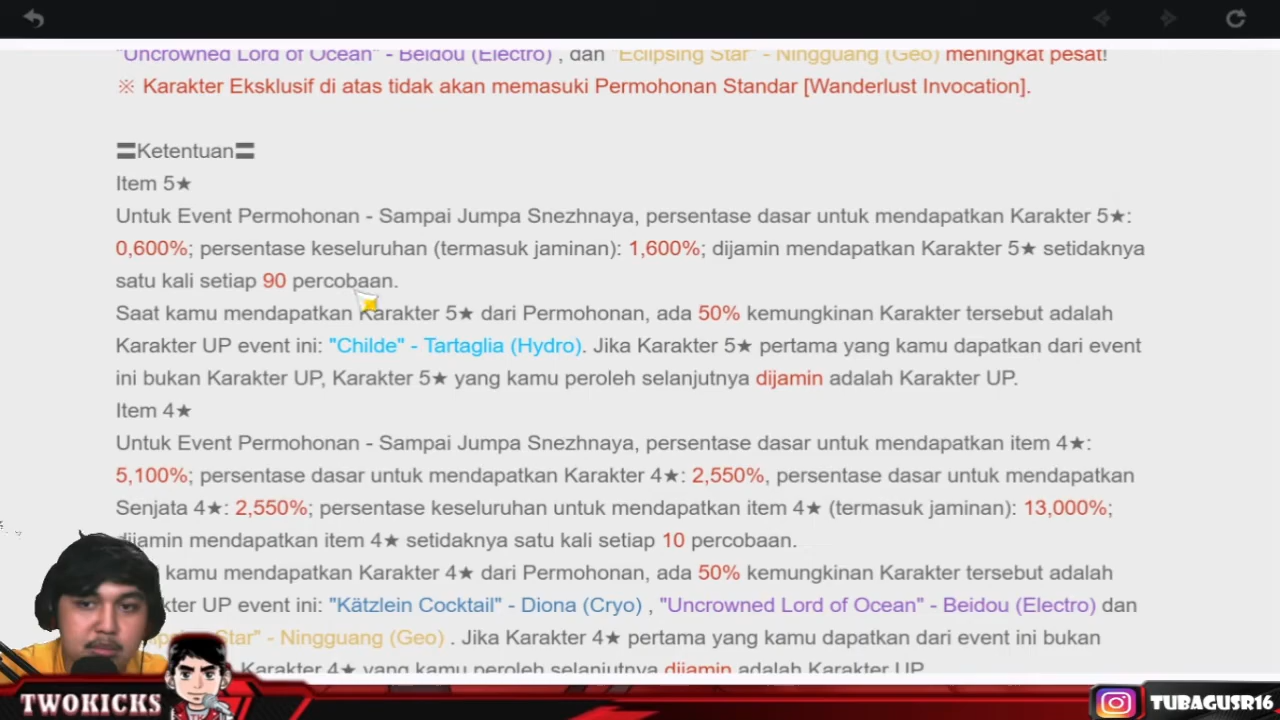 "Uncrowned Lord of Ocean" - Beidou (Electro) , dan "Eclipsing Star" - Ningguang (Geo) meningkat pesat!
※ Karakter Eksklusif di atas tidak akan memasuki Permohonan Standar [Wanderlust Invocation].
〓Ketentuan〓
Item 5★
Untuk Event Permohonan - Sampai Jumpa Snezhnaya, persentase dasar untuk mendapatkan Karakter 5★:
0,600%; persentase keseluruhan (termasuk jaminan): 1,600%; dijamin mendapatkan Karakter 5★ setidaknya
satu kali setiap 90 percobaan.
Saat kamu mendapatkan Karakter 5★ dari Permohonan, ada 50% kemungkinan Karakter tersebut adalah
Karakter UP event ini: "Childe" - Tartaglia (Hydro). Jika Karakter 5★ pertama yang kamu dapatkan dari event
ini bukan Karakter UP, Karakter 5★ yang kamu peroleh selanjutnya dijamin adalah Karakter UP.
Item 4★
Untuk Event Permohonan - Sampai Jumpa Snezhnaya, persentase dasar untuk mendapatkan item 4★:
5,100%; persentase dasar untuk mendapatkan Karakter 4★: 2,550%, persentase dasar untuk mendapatkan
Senjata 4★: 2,550%; persentase keseluruhan untuk mendapatkan item 4★ (termasuk jaminan): 13,000%;
dijamin mendapatkan item 4★ setidaknya satu kali setiap 10 percobaan.
kamu mendapatkan Karakter 4★ dari Permohonan, ada 50% kemungkinan Karakter tersebut adalah
kter UP event ini: "Kätzlein Cocktail" - Diona (Cryo) , "Uncrowned Lord of Ocean" - Beidou (Electro) dan
Star" - Ningguang (Geo) . Jika Karakter 4★ pertama yang kamu dapatkan dari event ini bukan
Karakter 4★ yang kamu peroleh selanjutnya dijamin adalah Karakter UP.
TWOKICKS
TUBAGUSR16